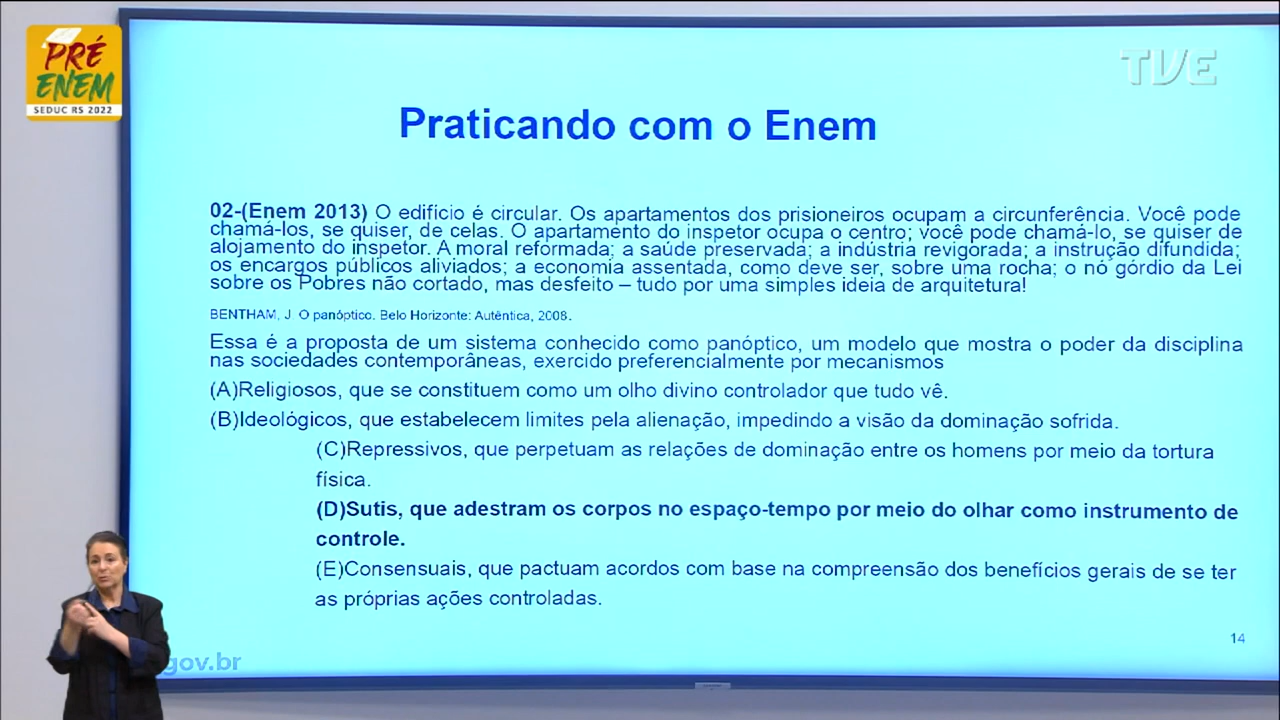 PRÉ
ENEM
SEDUC RS 2022
TVE
Praticando com o Enem
02-(Enem 2013) O edifício é circular. Os apartamentos dos prisioneiros ocupam a circunferência. Você pode
chamá-los, se quiser, de celas. O apartamento do inspetor ocupa o centro; você pode chamá-lo, se quiser de
alojamento do inspetor. A moral reformada; a saúde preservada; a indústria revigorada; a instrução difundida;
os encargos públicos aliviados; a economia assentada, como deve ser, sobre uma rocha; o nó górdio da Lei
sobre os Pobres não cortado, mas desfeito – tudo por uma simples ideia de arquitetura!
BENTHAM, J O panóptico. Belo Horizonte: Autêntica, 2008.
Essa é a proposta de um sistema conhecido como panóptico, um modelo que mostra o poder da disciplina
nas sociedades contemporâneas, exercido preferencialmente por mecanismos
(A)Religiosos, que se constituem como um olho divino controlador que tudo vê.
(B)Ideológicos, que estabelecem limites pela alienação, impedindo a visão da dominação sofrida.
(C)Repressivos, que perpetuam as relações de dominação entre os homens por meio da tortura
física.
(D)Sutis, que adestram os corpos no espaço-tempo por meio do olhar como instrumento de
controle.
(E)Consensuais, que pactuam acordos com base na compreensão dos benefícios gerais de se ter
as próprias ações controladas.
14
gov.br